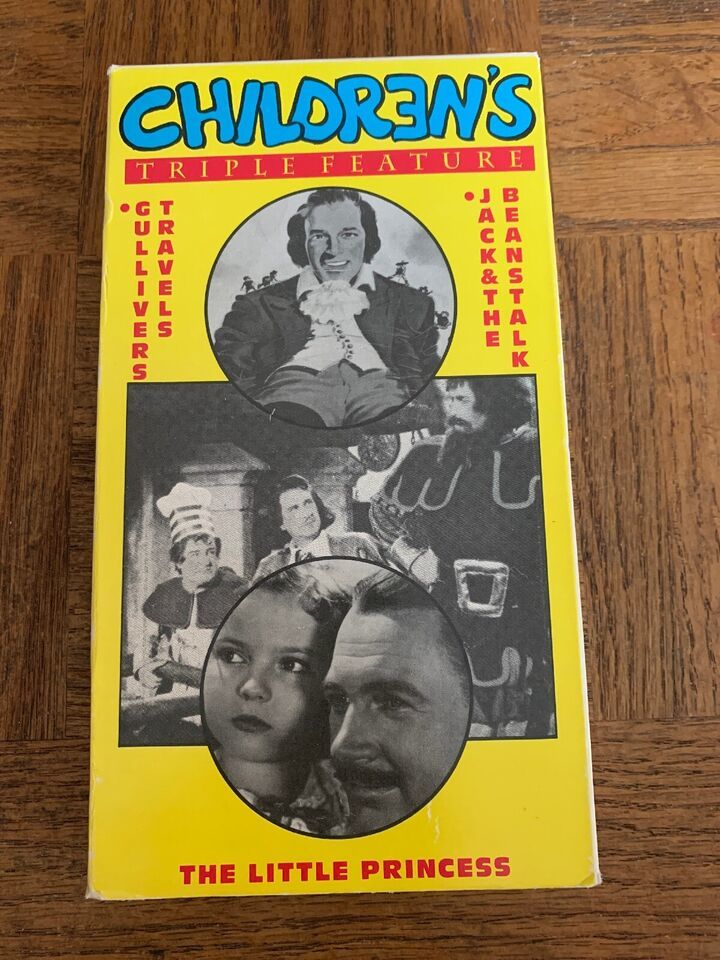 CHILDREN'S
TRIPLE FEATURE
• GULLIVERS
TRAVELS
• JACK & THE
BEANSTALK
THE LITTLE PRINCESS